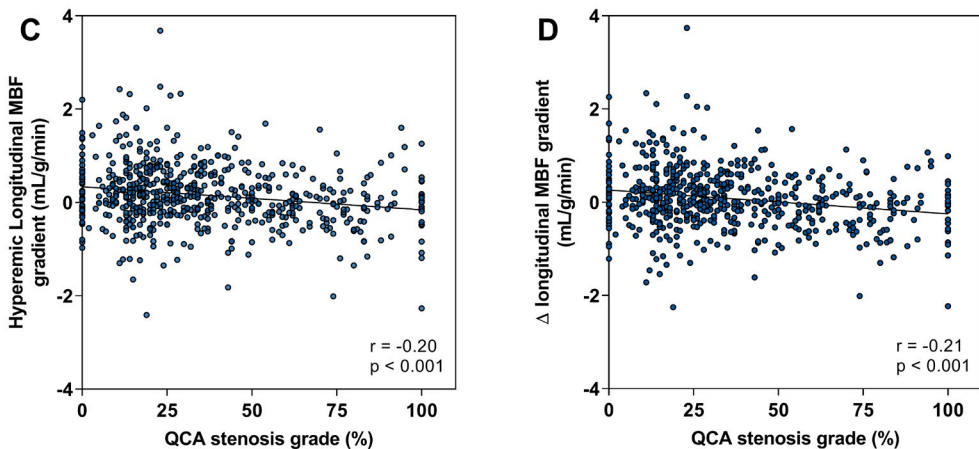 C
Hyperemic Longitudinal MBF
gradient (mL/g/min)
4
2
0
-2
-4
r = -0.20
p < 0.001
0
25
50
75
100
QCA stenosis grade (%)
D
Δ longitudinal MBF gradient
(mL/g/min)
4
2
0
-2
-4
r = -0.21
p < 0.001
0
25
50
75
100
QCA stenosis grade (%)